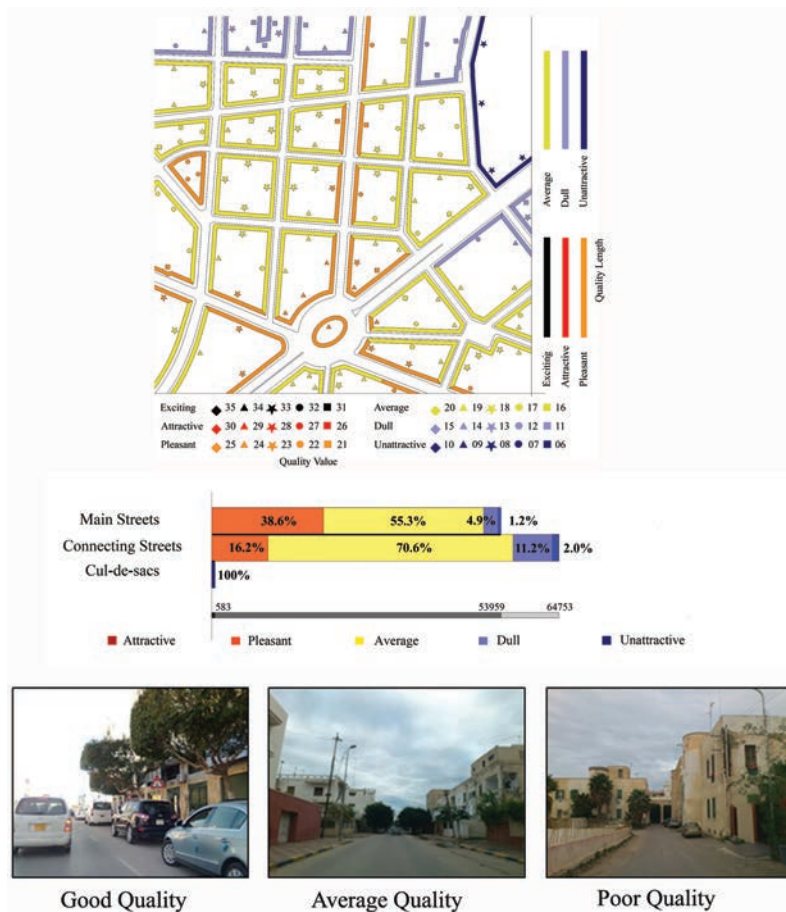 Average
Dull
Unattractive
Exciting
Attractive
Pleasant
Quality Length
Exciting 35 34 33 32 31 Average 20 19 18 17 16
Attractive 30 29 28 27 26 Dull 15 14 13 12 11
Pleasant 25 24 23 22 21 Unattractive 10 09 08 07 06
Quality Value
Main Streets 38.6% 55.3% 4.9% 1.2%
Connecting Streets 16.2% 70.6% 11.2% 2.0%
Cul-de-sacs 100%
583 53959 64753
Attractive Pleasant Average Dull Unattractive
Good Quality Average Quality Poor Quality